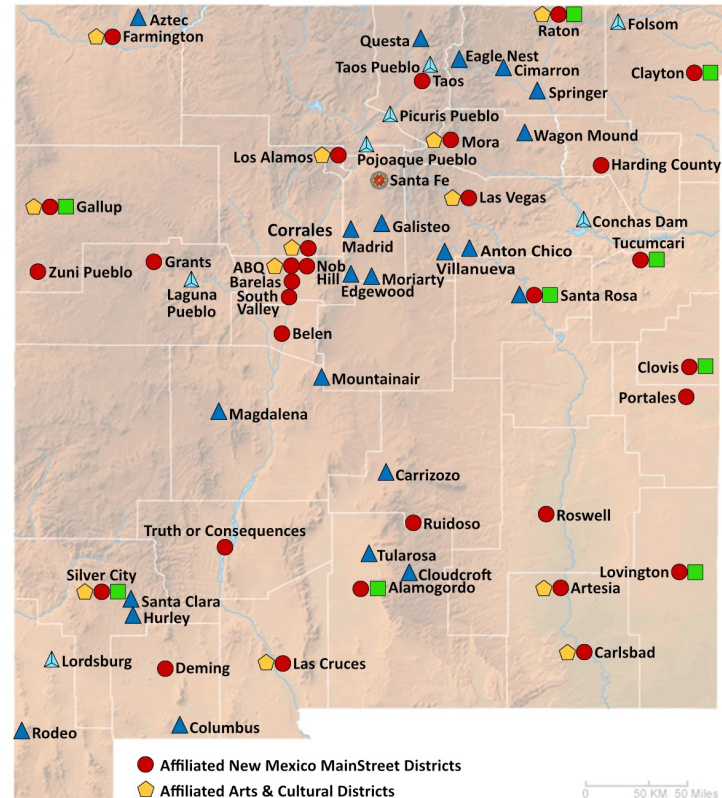 Aztec
Farmington
Raton
Folsom
Questa
Eagle Nest
Taos Pueblo
Cimarron
Clayton
Taos
Springer
Picuris Pueblo
Wagon Mound
Mora
Los Alamos
Pojoaque Pueblo
Harding County
Santa Fe
Las Vegas
Gallup
Conchas Dam
Galisteo
Corrales
Madrid
Tucumcari
Anton Chico
Villanueva
Grants
Zuni Pueblo
ABQ
Nob
Hill
Barelas
Moriarty
Edgewood
Laguna
Pueblo
South
Valley
Santa Rosa
Belen
Clovis
Mountainair
Portales
Magdalena
Carrizozo
Roswell
Ruidoso
Truth or Consequences
Tularosa
Lovington
Silver City
Cloudcroft
Alamogordo
Artesia
Santa Clara
Hurley
Carlsbad
Lordsburg
Las Cruces
Deming
Columbus
Rodeo
Affiliated New Mexico MainStreet Districts
Affiliated Arts & Cultural Districts
0 50 KM 50 Miles